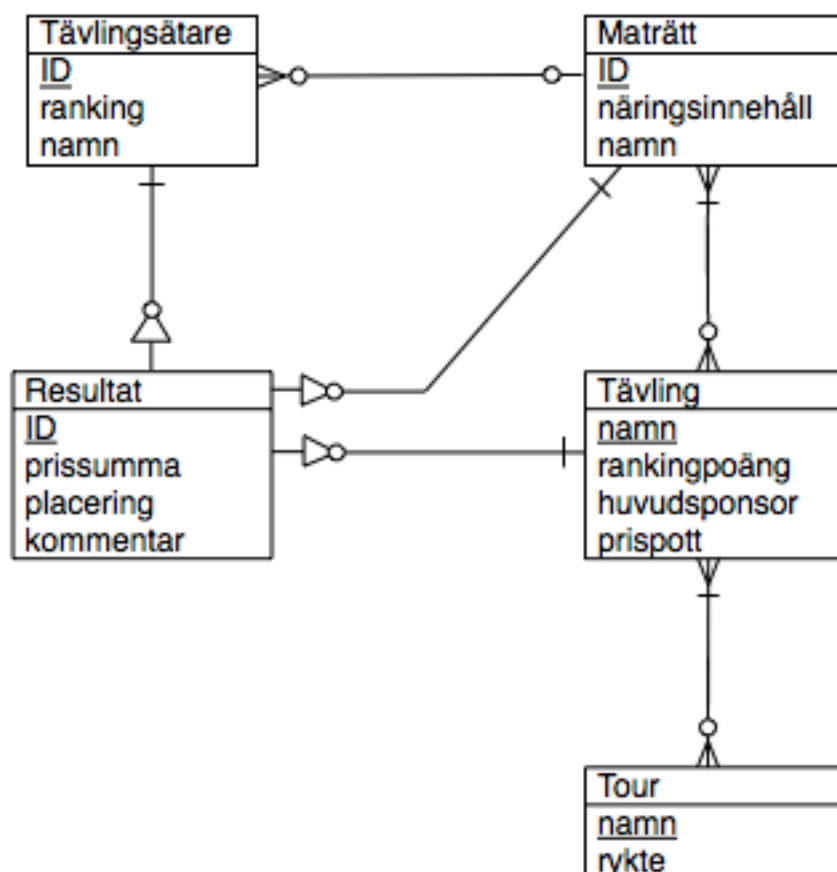 Tävlingsätare
ID
ranking
namn
Maträtt
ID
näringsinnehåll
namn
Resultat
ID
prissumma
placering
kommentar
Tävling
namn
rankingpoäng
huvudsponsor
prispott
Tour
namn
rykte